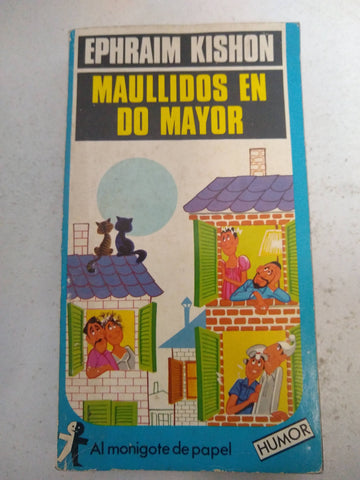 EPHRAIM KISHON
MAULLIDOS EN
DO MAYOR
Al monigote de papel
HUMOR